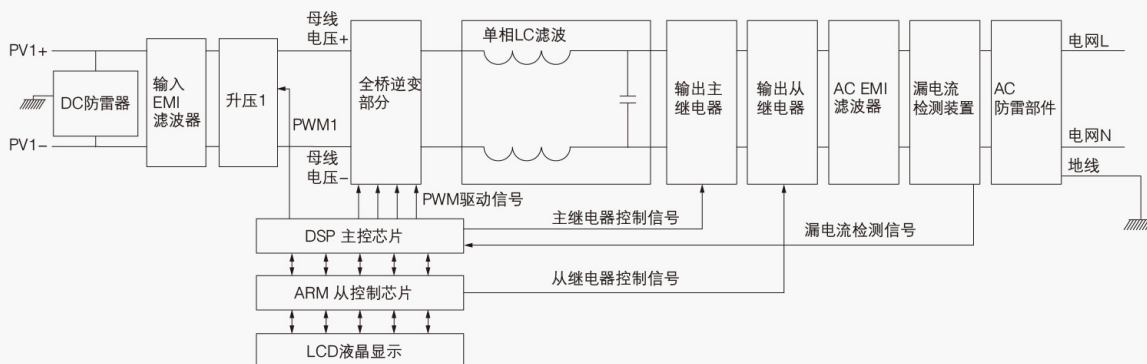 PV1+
PV1−
DC防雷器
输入
EMI
滤波器
升压1
母线
电压+
PWM1
母线
电压−
全桥逆变
部分
PWM驱动信号
单相LC滤波
输出主
继电器
输出从
继电器
AC EMI
滤波器
漏电流
检测装置
AC
防雷部件
电网L
电网N
地线
主继电器控制信号
漏电流检测信号
DSP 主控芯片
从继电器控制信号
ARM 从控制芯片
LCD液晶显示